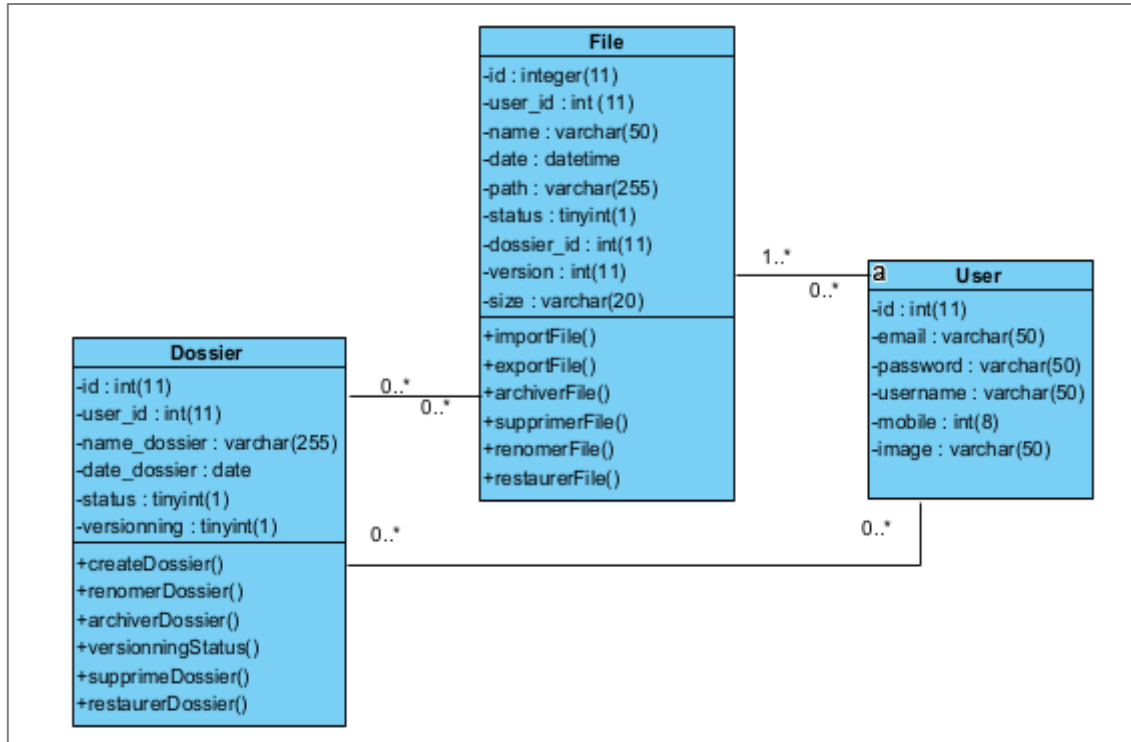 File
-id : integer(11)
-user_id : int (11)
-name : varchar(50)
-date : datetime
-path : varchar(255)
-status : tinyint(1)
-dossier_id : int(11)
-version : int(11)
-size : varchar(20)
+importFile()
+exportFile()
+archiverFile()
+supprimerFile()
+renomerFile()
+restaurerFile()
1..*
0..*
a
User
-id : int(11)
-email : varchar(50)
-password : varchar(50)
-username : varchar(50)
-mobile : int(8)
-image : varchar(50)
Dossier
-id : int(11)
-user_id : int(11)
-name_dossier : varchar(255)
-date_dossier : date
-status : tinyint(1)
-versionning : tinyint(1)
+createDossier()
+renomerDossier()
+archiverDossier()
+versionningStatus()
+supprimeDossier()
+restaurerDossier()
0..*
0..*
0..*
0..*